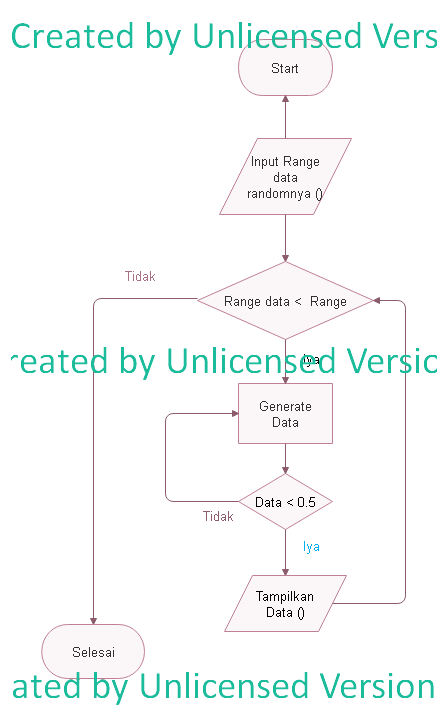 Created by Unlicensed Vers
Start
Input Range
data
randomnya ()
Tidak
Range data < Range
Iya
reated by Unlicensed Versio
Generate
Data
Data < 0.5
Tidak
Iya
Tampilkan
Data ()
Selesai
ated by Unlicensed Version